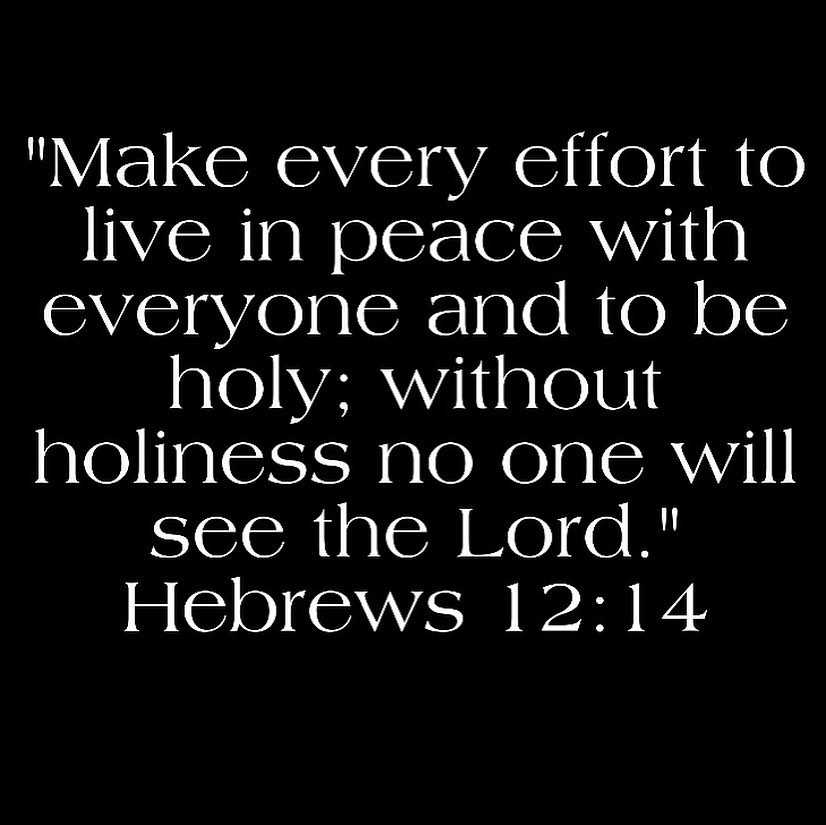 "Make every effort to
live in peace with
everyone and to be
holy; without
holiness no one will
see the Lord."
Hebrews 12:14